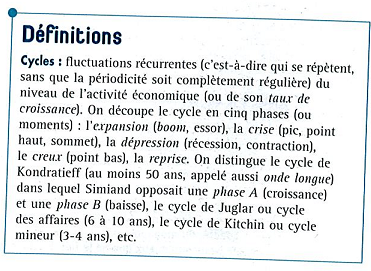 Définitions
Cycles : fluctuations récurrentes (c'est-à-dire qui se répètent,
sans que la périodicité soit complètement régulière) du
niveau de l'activité économique (ou de son taux de
croissance). On découpe le cycle en cinq phases (ou
moments) : l'expansion (boom, essor), la crise (pic, point
haut, sommet), la dépression (récession, contraction),
le creux (point bas), la reprise. On distingue le cycle de
Kondratieff (au moins 50 ans, appelé aussi onde longue)
dans lequel Simiand opposait une phase A (croissance)
et une phase B (baisse), le cycle de Juglar ou cycle
des affaires (6 à 10 ans), le cycle de Kitchin ou cycle
mineur (3-4 ans), etc.